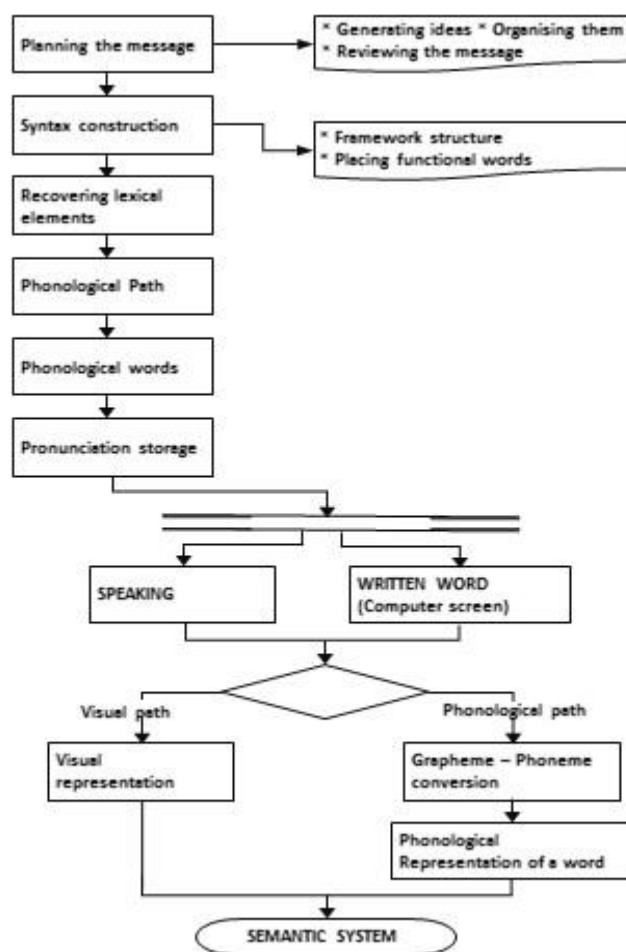 Planning the message
* Generating ideas * Organising them
* Reviewing the message
Syntax construction
* Framework structure
* Placing functional words
Recovering lexical
elements
Phonological Path
Phonological words
Pronunciation storage
SPEAKING
WRITTEN WORD
(Computer screen)
Visual path
Phonological path
Visual
representation
Grapheme – Phoneme
conversion
Phonological
Representation of a word
SEMANTIC SYSTEM